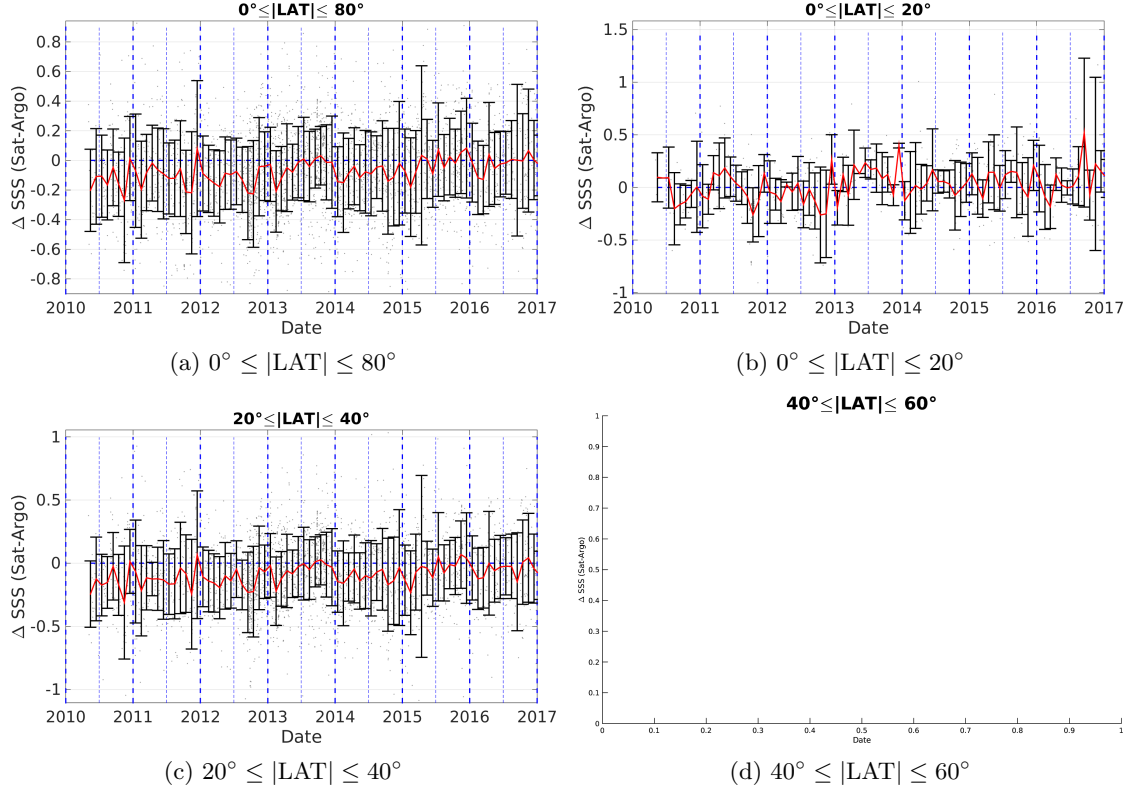 0°≤|LAT|≤ 80°
0.8
0.6
0.4
0.2
0
-0.2
-0.4
-0.6
-0.8
Δ SSS (Sat-Argo)
2010 2011 2012 2013 2014 2015 2016 2017
Date
(a) 0° ≤ |LAT| ≤ 80°
0°≤|LAT|≤ 20°
1.5
1
0.5
0
-0.5
-1
Δ SSS (Sat-Argo)
2010 2011 2012 2013 2014 2015 2016 2017
Date
(b) 0° ≤ |LAT| ≤ 20°
20°≤|LAT|≤ 40°
1
0.5
0
-0.5
-1
Δ SSS (Sat-Argo)
2010 2011 2012 2013 2014 2015 2016 2017
Date
(c) 20° ≤ |LAT| ≤ 40°
40°≤|LAT|≤ 60°
1
0.9
0.8
0.7
0.6
0.5
0.4
0.3
0.2
0.1
0
Δ SSS (Sat-Argo)
0 0.1 0.2 0.3 0.4 0.5 0.6 0.7 0.8 0.9 1
Date
(d) 40° ≤ |LAT| ≤ 60°